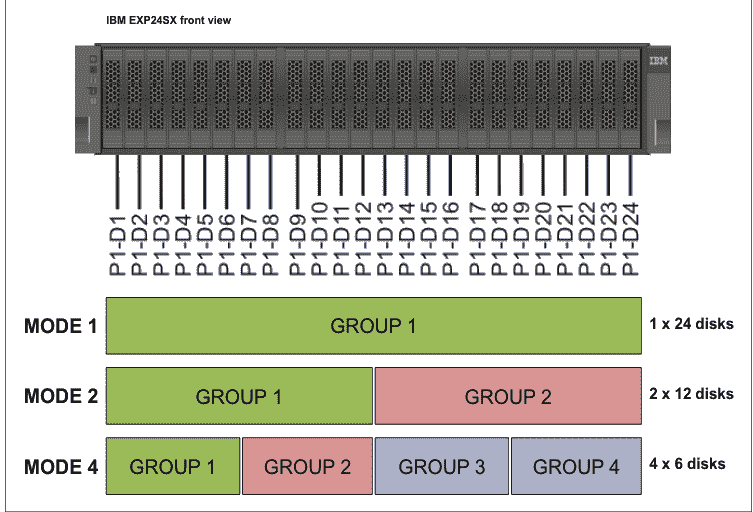 IBM EXP24SX front view
IBM
P1-D1
P1-D2
P1-D3
P1-D4
P1-D5
P1-D6
P1-D7
P1-D8
P1-D9
P1-D10
P1-D11
P1-D12
P1-D13
P1-D14
P1-D15
P1-D16
P1-D17
P1-D18
P1-D19
P1-D20
P1-D21
P1-D22
P1-D23
P1-D24
MODE 1 GROUP 1 1 x 24 disks
MODE 2 GROUP 1 GROUP 2 2 x 12 disks
MODE 4 GROUP 1 GROUP 2 GROUP 3 GROUP 4 4 x 6 disks